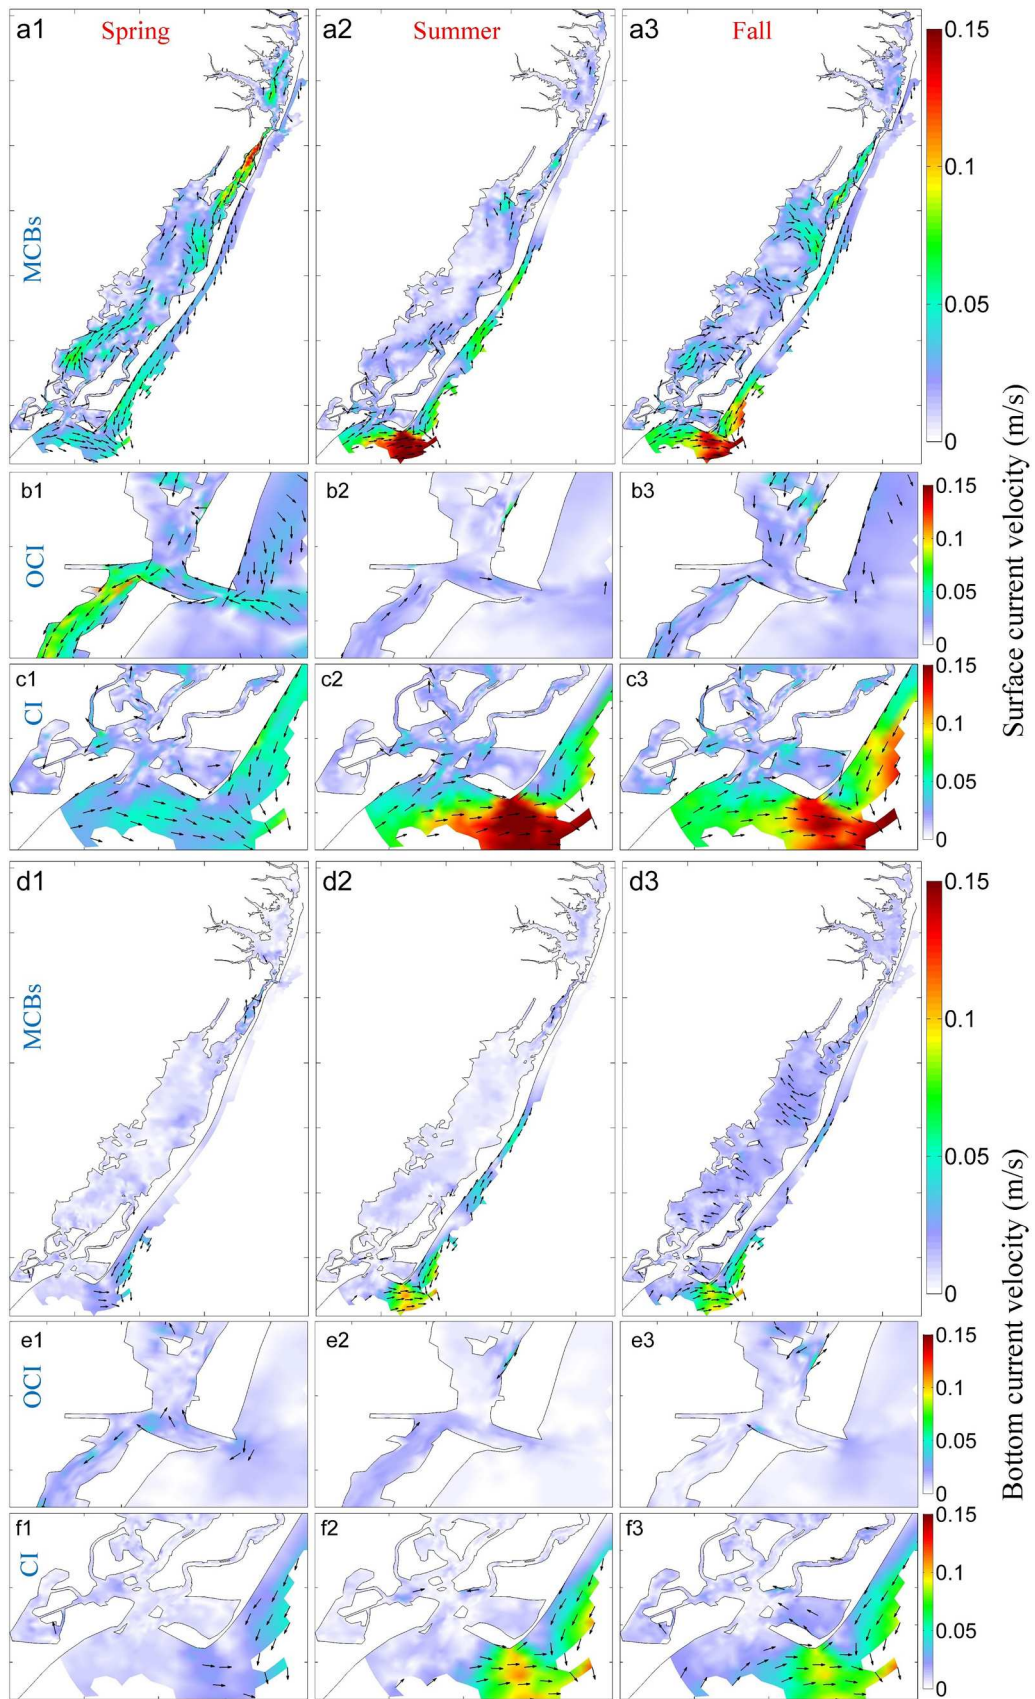 a1 Spring a2 Summer a3 Fall
MCBs
0.15
0.1
0.05
0
Surface current velocity (m/s)
b1 b2 b3
OCI
0.15
0.1
0.05
0
c1 c2 c3
CI
0.15
0.1
0.05
0
d1 d2 d3
MCBs
0.15
0.1
0.05
0
Bottom current velocity (m/s)
e1 e2 e3
OCI
0.15
0.1
0.05
0
f1 f2 f3
CI
0.15
0.1
0.05
0